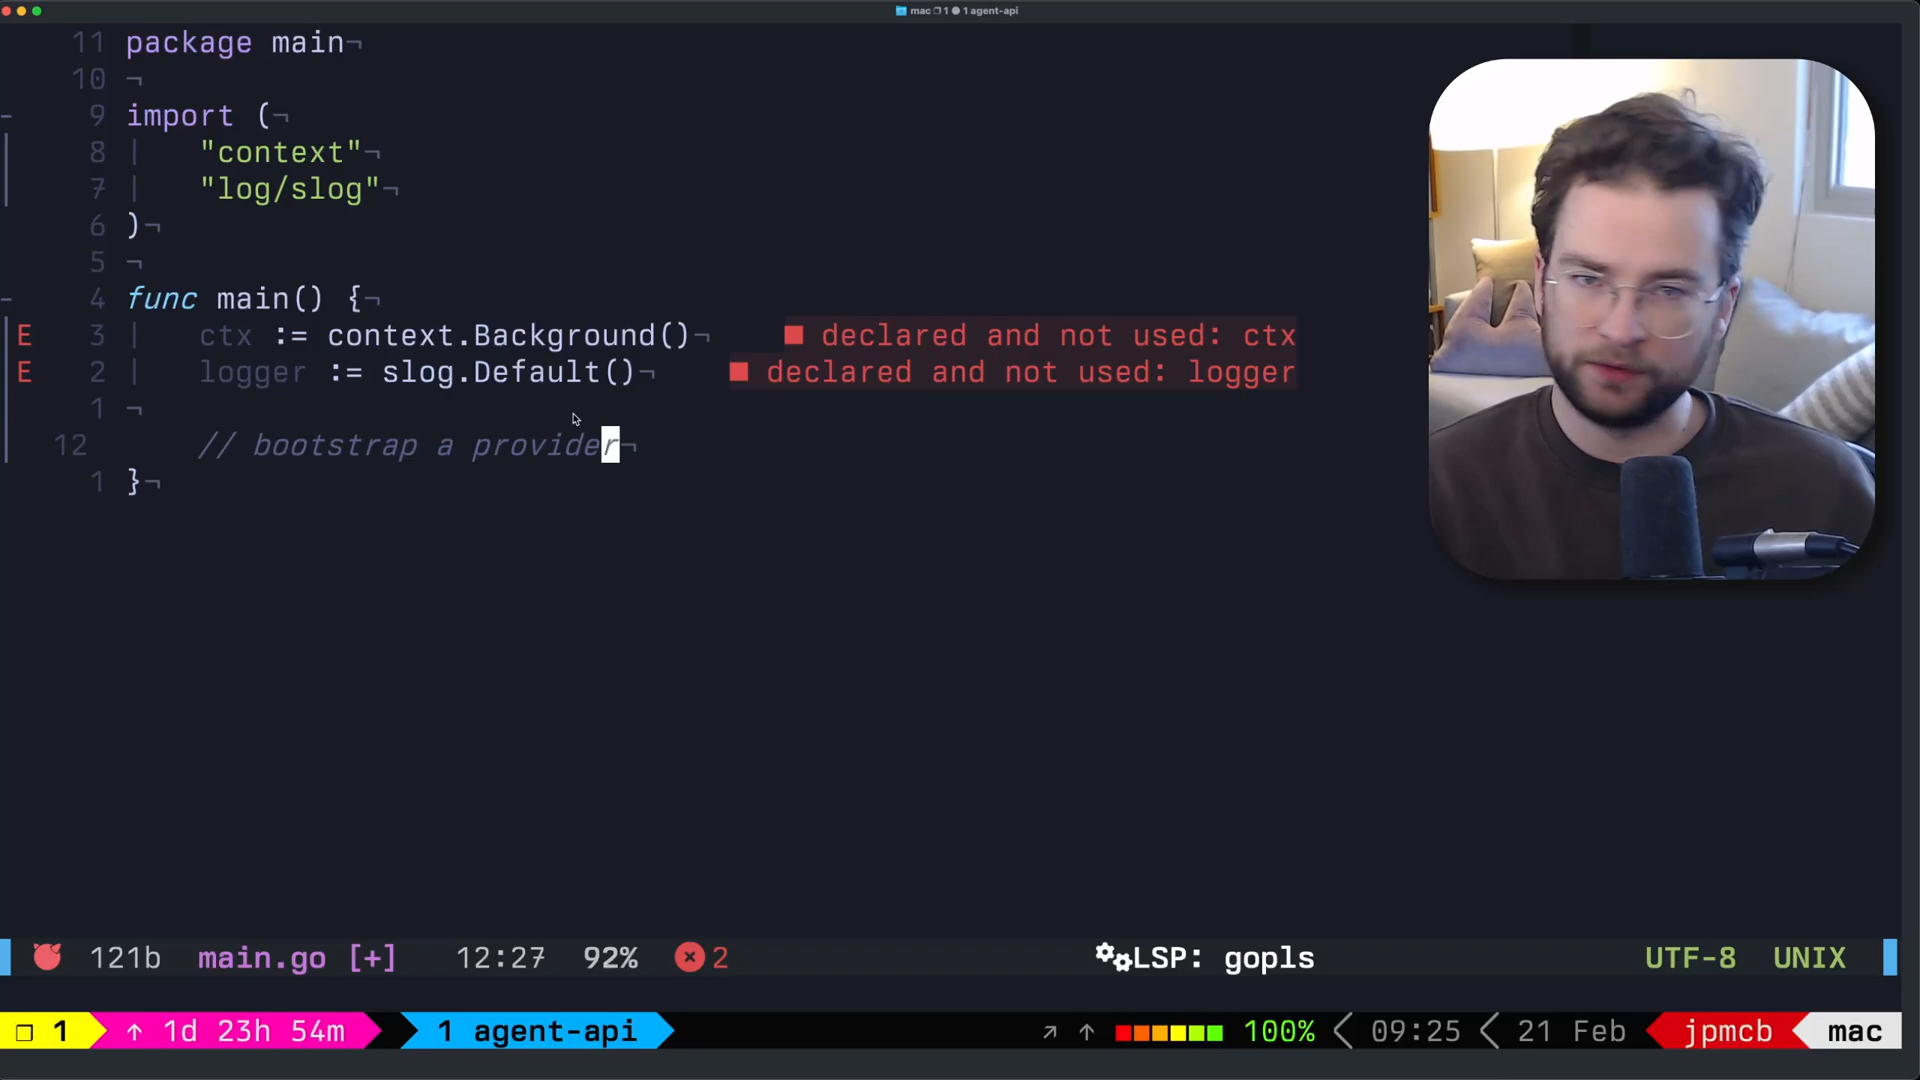 mac 1 1 agent-api
11 package main¬
10 ¬
9 import (¬
8 | "context"¬
7 | "log/slog"¬
6 )¬
5 ¬
4 func main() {¬
E 3 | ctx := context.Background()¬ ■ declared and not used: ctx
E 2 | logger := slog.Default()¬ ■ declared and not used: logger
1 ¬
12 // bootstrap a provider¬
1 }¬
121b main.go [+] 12:27 92% 2 LSP: gopls UTF-8 UNIX
❐ 1 ↑ 1d 23h 54m 1 agent-api ↗ ↑ 100% 09:25 21 Feb jpmcb mac